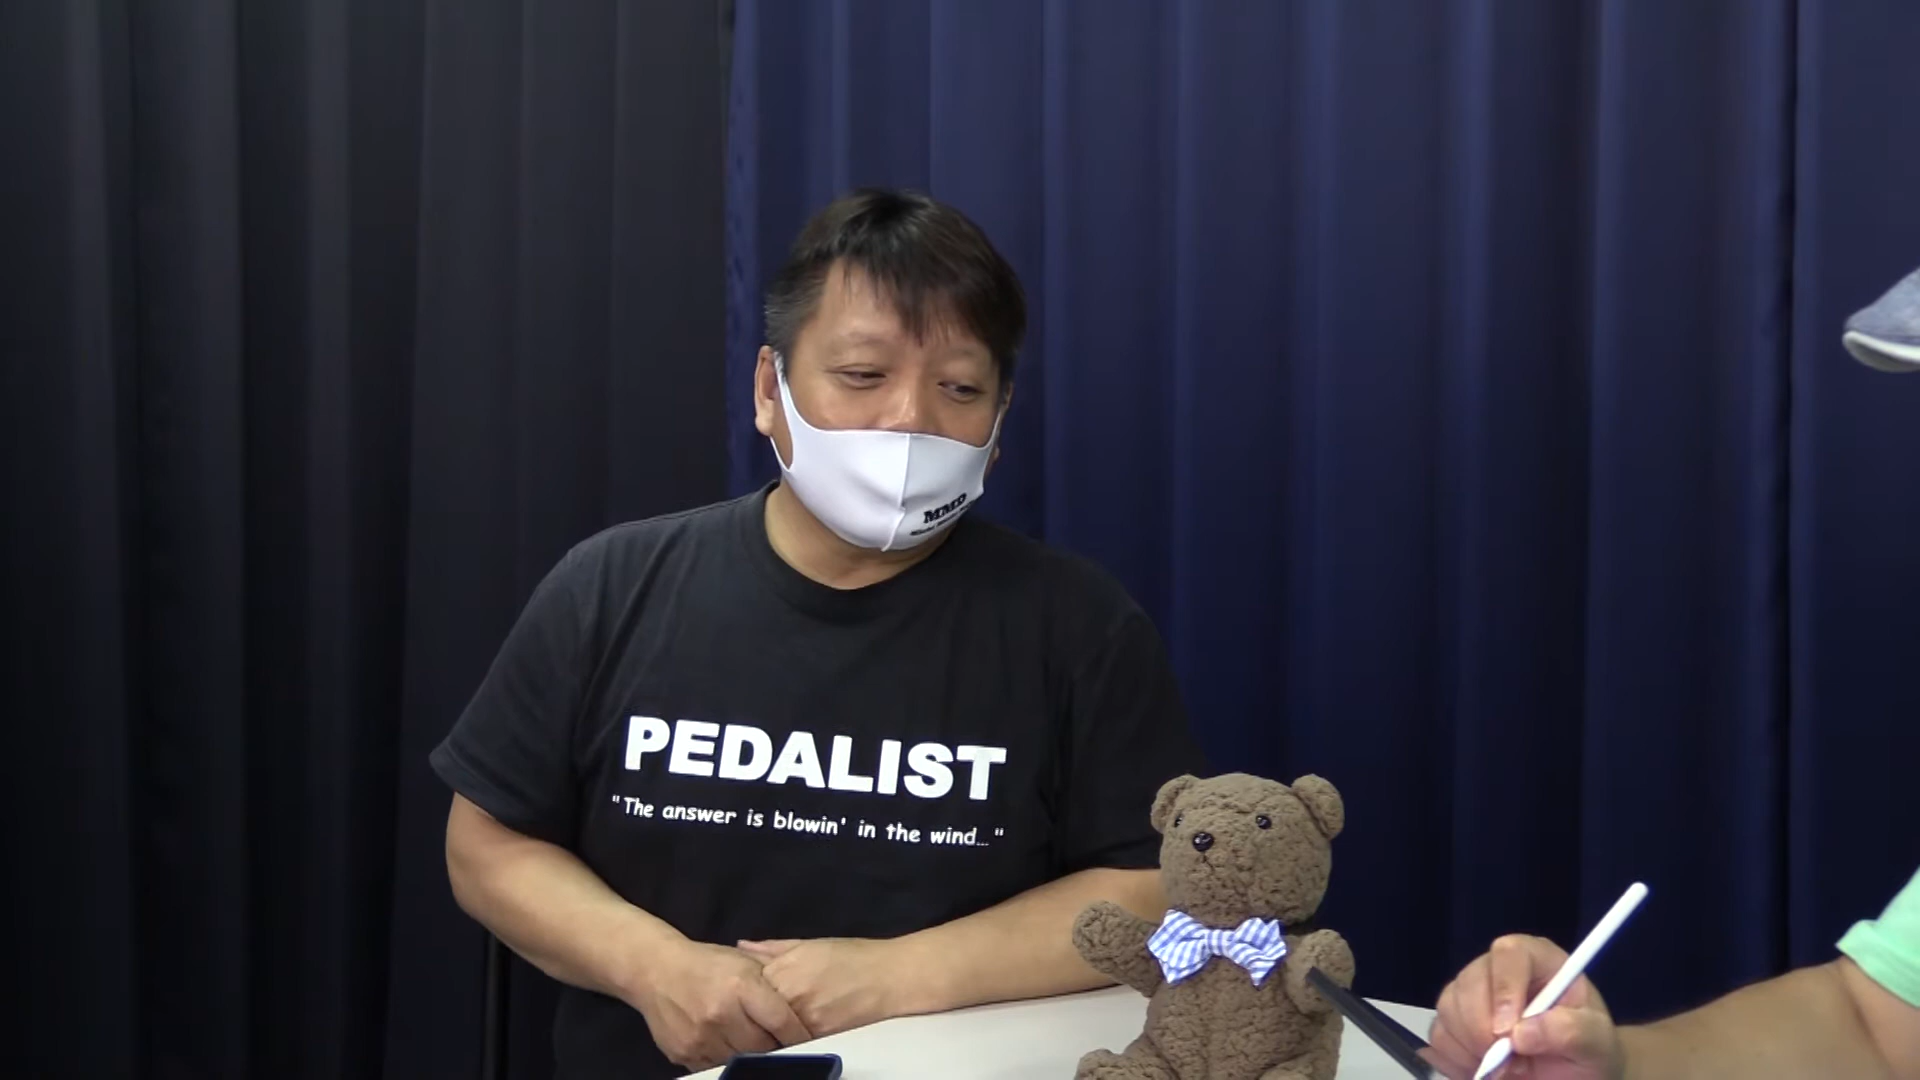 MMD
PEDALIST
"The answer is blowin' in the wind..."